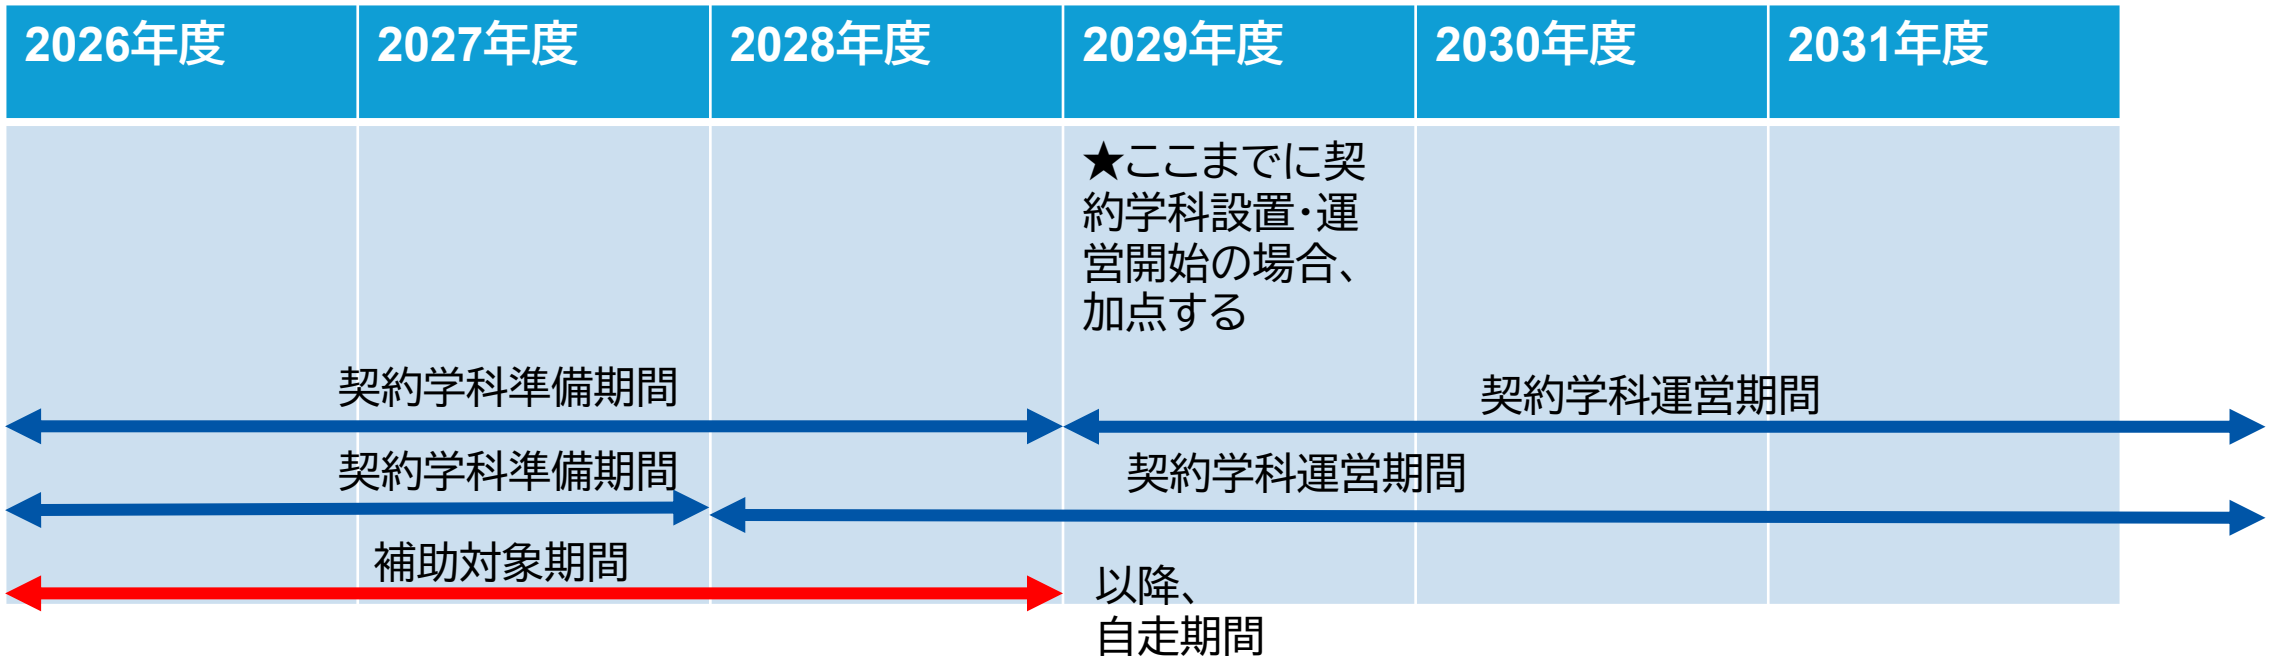 2026年度
2027年度
2028年度
2029年度
2030年度
2031年度
★ここまでに契
約学科設置・運
営開始の場合、
加点する
契約学科準備期間
契約学科運営期間
契約学科準備期間
契約学科運営期間
補助対象期間
以降、
自走期間